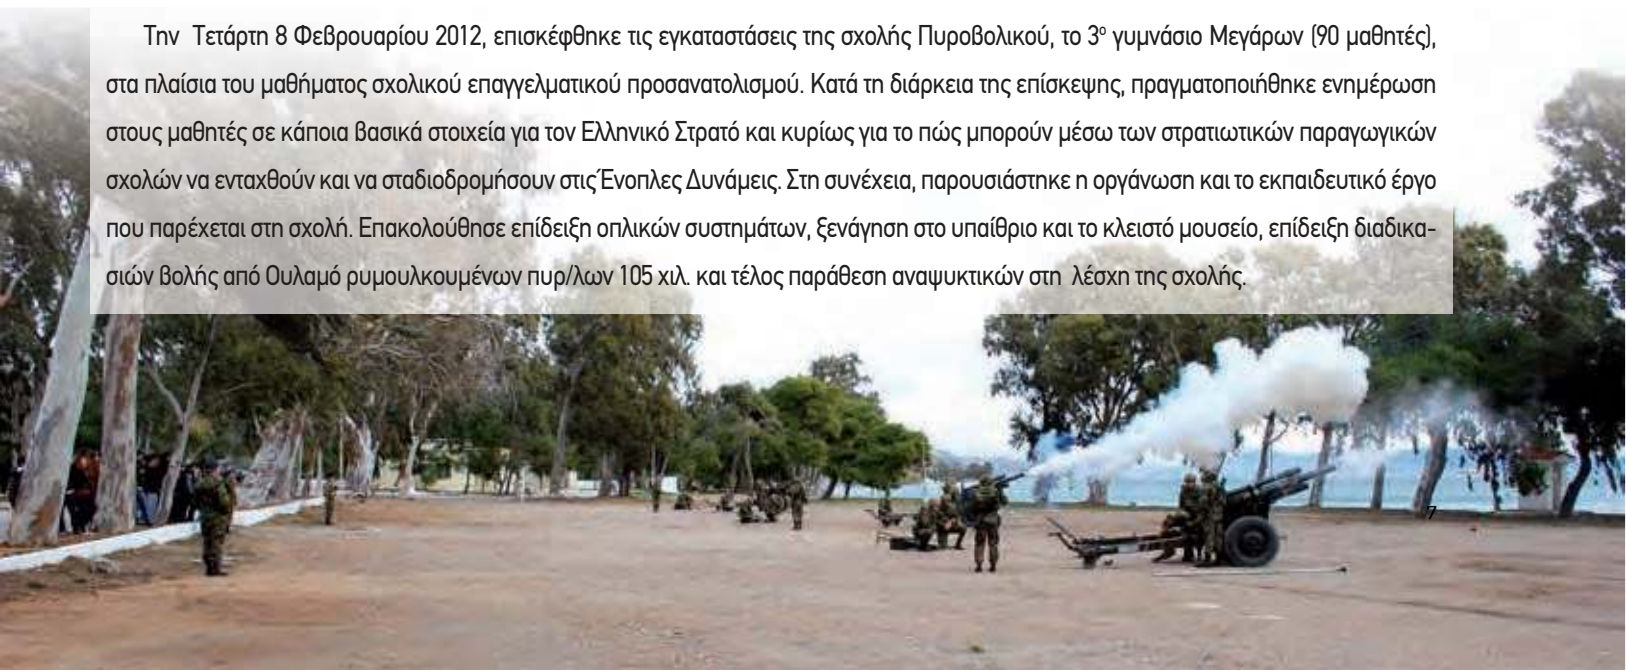 Την Τετάρτη 8 Φεβρουαρίου 2012, επισκέφθηκε τις εγκαταστάσεις της σχολής Πυροβολικού, το 3ο γυμνάσιο Μεγάρων (90 μαθητές),
στα πλαίσια του μαθήματος σχολικού επαγγελματικού προσανατολισμού. Κατά τη διάρκεια της επίσκεψης, πραγματοποιήθηκε ενημέρωση
στους μαθητές σε κάποια βασικά στοιχεία για τον Ελληνικό Στρατό και κυρίως για το πώς μπορούν μέσω των στρατιωτικών παραγωγικών
σχολών να ενταχθούν και να σταδιοδρομήσουν στις Ένοπλες Δυνάμεις. Στη συνέχεια, παρουσιάστηκε η οργάνωση και το εκπαιδευτικό έργο
που παρέχεται στη σχολή. Επακολούθησε επίδειξη οπλικών συστημάτων, ξενάγηση στο υπαίθριο και το κλειστό μουσείο, επίδειξη διαδικα-
σιών βολής από Ουλαμό ρυμουλκουμένων πυρ/λων 105 χιλ. και τέλος παράθεση αναψυκτικών στη λέσχη της σχολής.
7